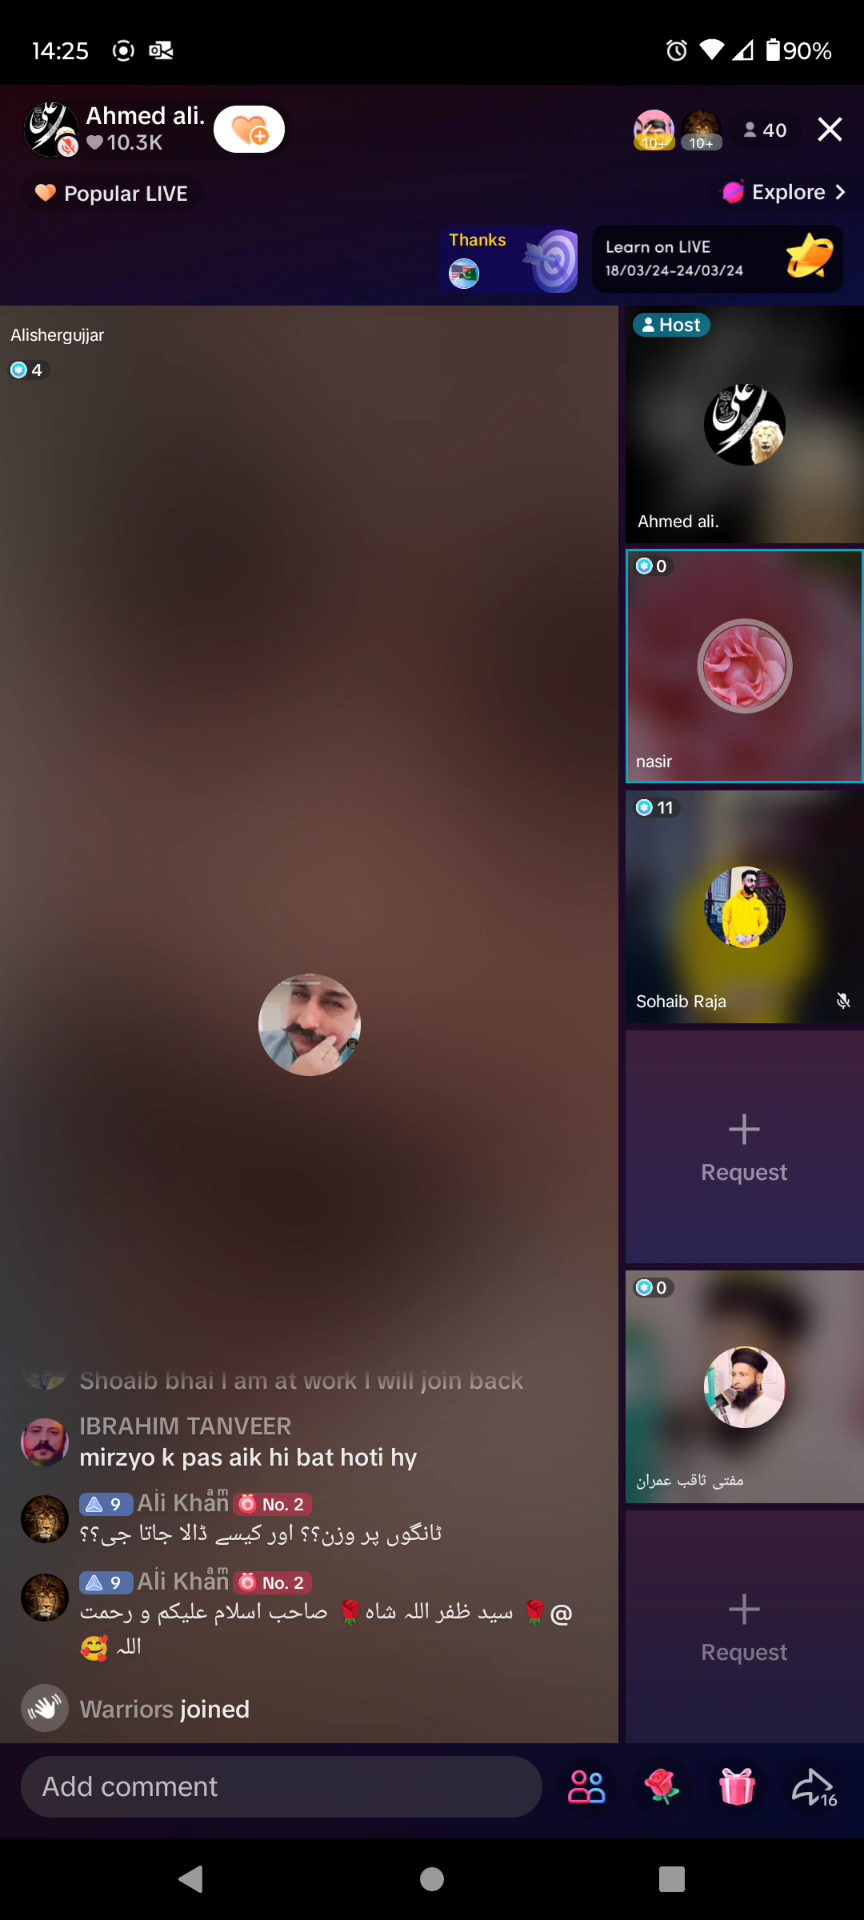 14:25
90%
Ahmed ali.
10.3K
10+
10+
40
Popular LIVE
Explore
Thanks
Learn on LIVE
18/03/24-24/03/24
Alishergujjar
4
Host
Ahmed ali.
0
nasir
11
Sohaib Raja
Request
0
مفتی ثاقب عمران
Request
Shoaib bhai I am at work I will join back
IBRAHIM TANVEER
mirzyo k pas aik hi bat hoti hy
9 Ali Khan No. 2
ٹانگوں پر وزن؟؟ اور کیسے ڈالا جاتا جی؟؟
9 Ali Khan No. 2
@🌹 سید ظفر اللہ شاہ🌹 صاحب اسلام علیکم و رحمت
اللہ 🥰
Warriors joined
Add comment
16